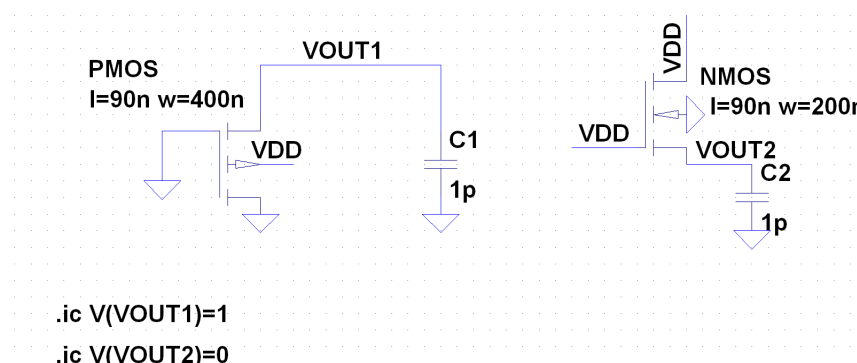 VOUT1
PMOS
l=90n w=400n
VDD
C1
1p
VDD
NMOS
l=90n w=200n
VDD
VOUT2
C2
1p
.ic V(VOUT1)=1
.ic V(VOUT2)=0